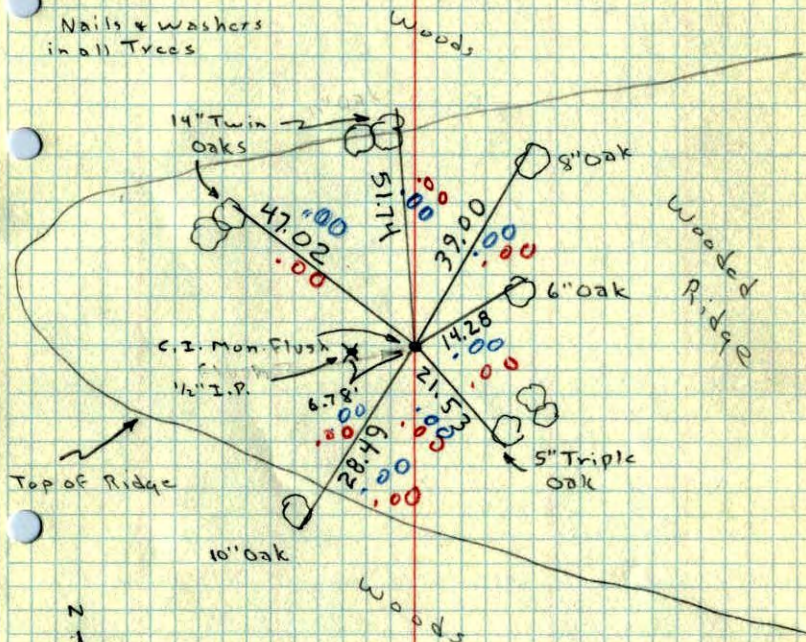 Nails & Washers
in all Trees
Woods
14" Twin
Oaks
8" Oak
51.74
.00
.00
47.02
.00
.00
39.00
.00
.00
Wooded
Ridge
6" Oak
14.28
.00
.00
C.I. Mon. Flush
1/2" I.P.
6.78'
.00
.00
21.53
.00
.00
28.49
.00
.00
5" Triple
Oak
Top of Ridge
10" Oak
Woods
N